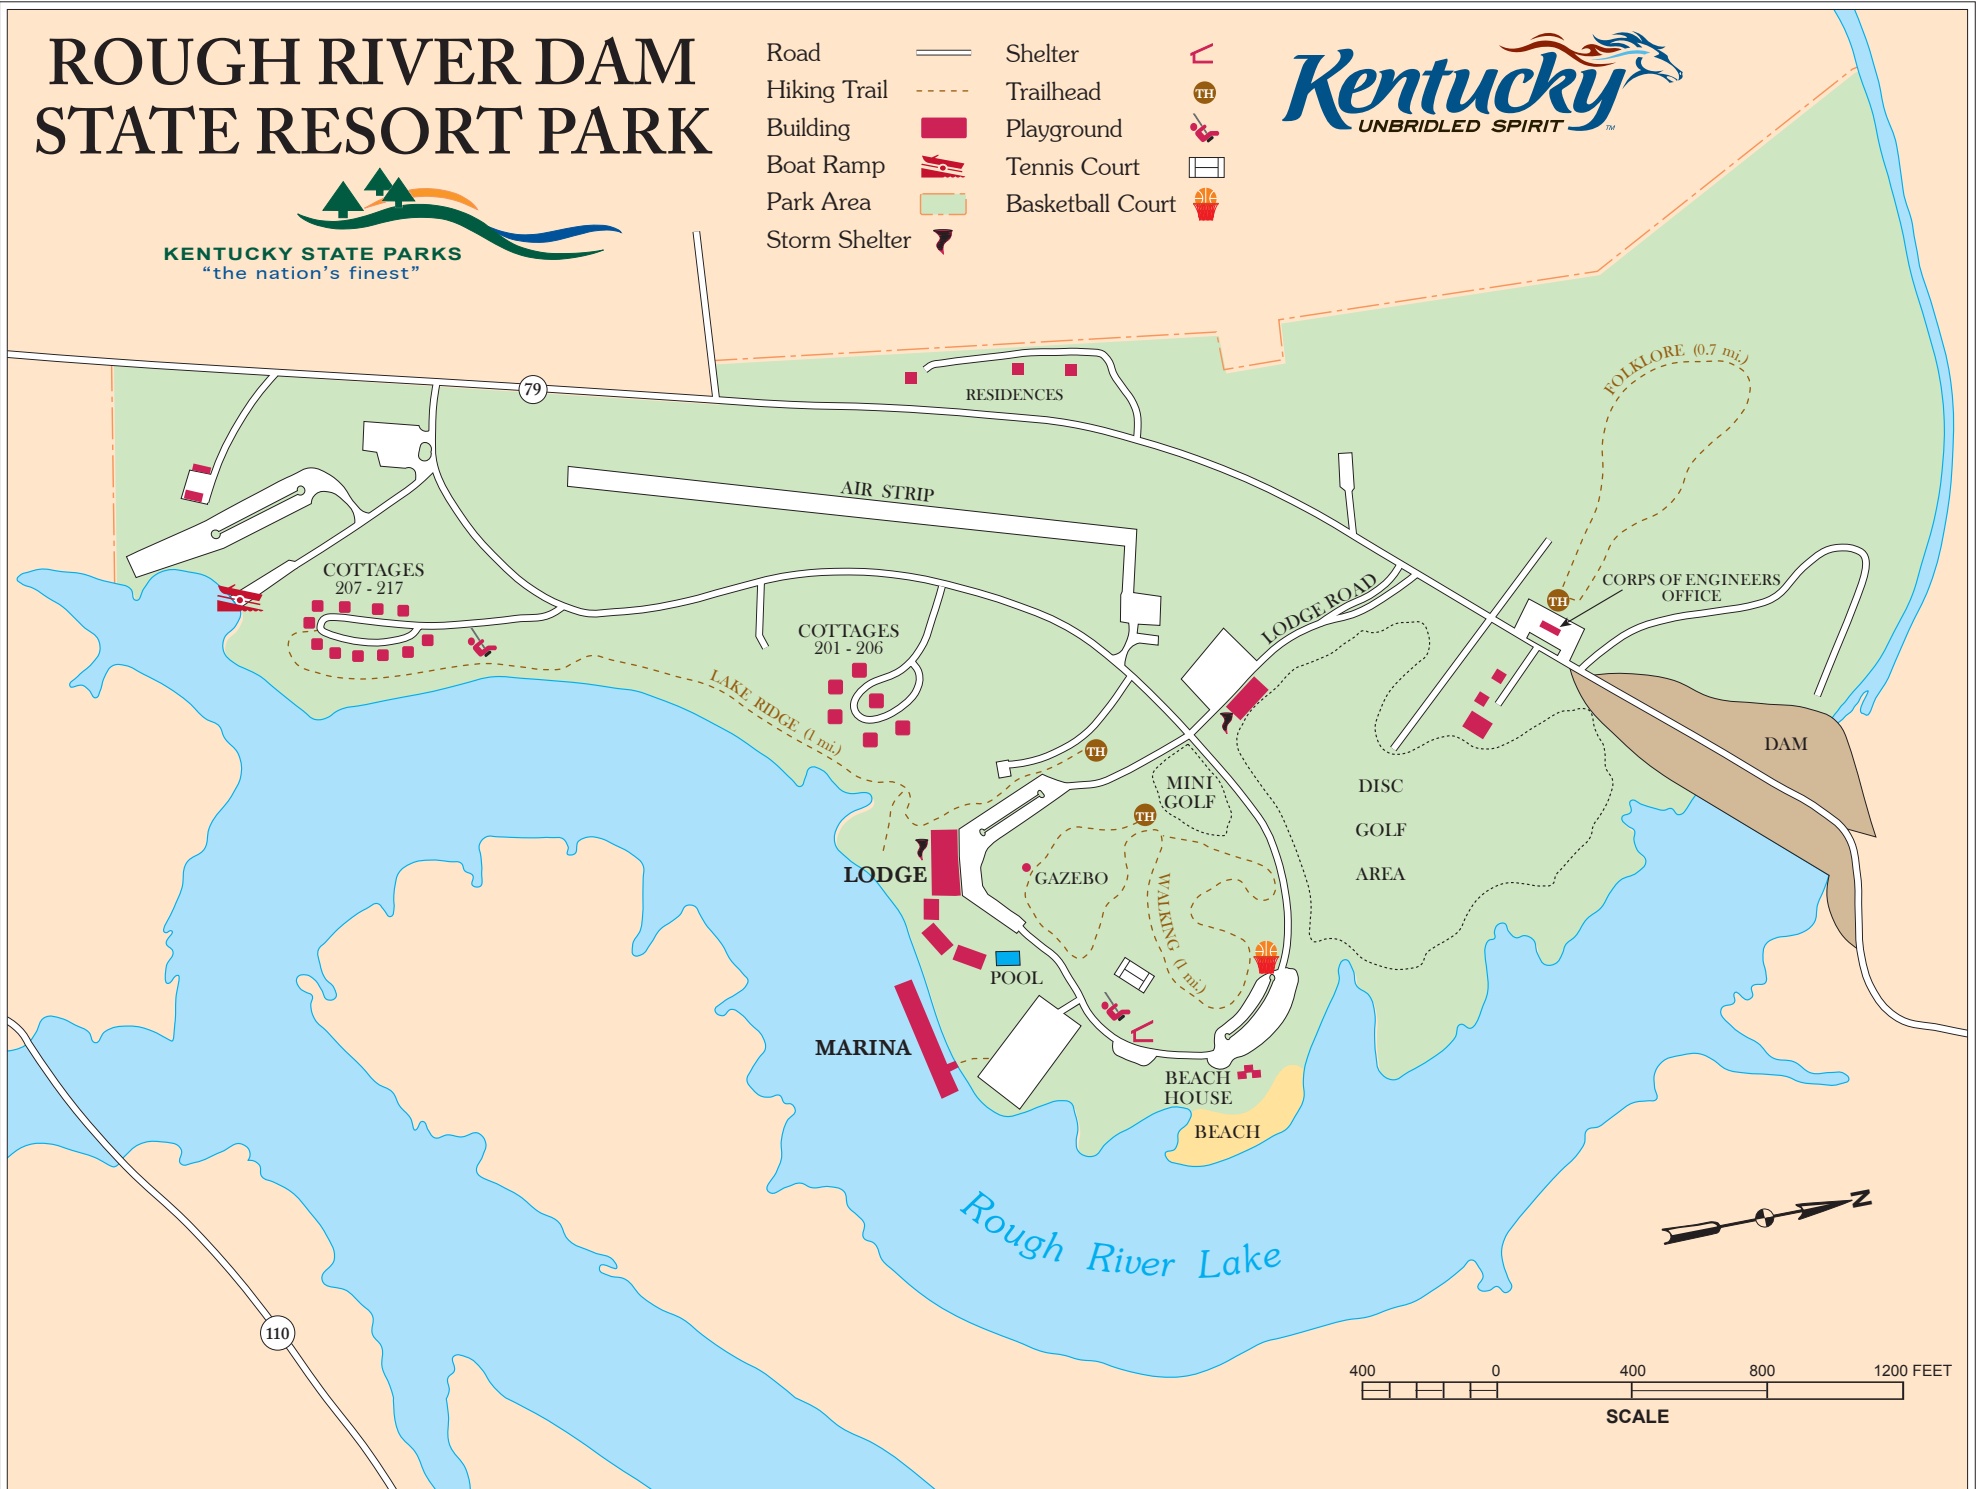 ROUGH RIVER DAM
STATE RESORT PARK
KENTUCKY STATE PARKS
“the nation’s finest”
Road
Hiking Trail
Building
Boat Ramp
Park Area
Storm Shelter
Shelter
Trailhead
TH
Playground
Tennis Court
Basketball Court
Kentucky
UNBRIDLED SPIRIT
TM
79
RESIDENCES
FOLKLORE (0.7 mi.)
AIR STRIP
COTTAGES
207 - 217
COTTAGES
201 - 206
LODGE ROAD
TH
CORPS OF ENGINEERS
OFFICE
LAKE RIDGE (1 mi.)
TH
DAM
MINI
GOLF
TH
DISC
GOLF
AREA
LODGE
GAZEBO
WALKING (1 mi.)
POOL
MARINA
BEACH
HOUSE
BEACH
Rough River Lake
N
110
400 0 400 800 1200 FEET
SCALE